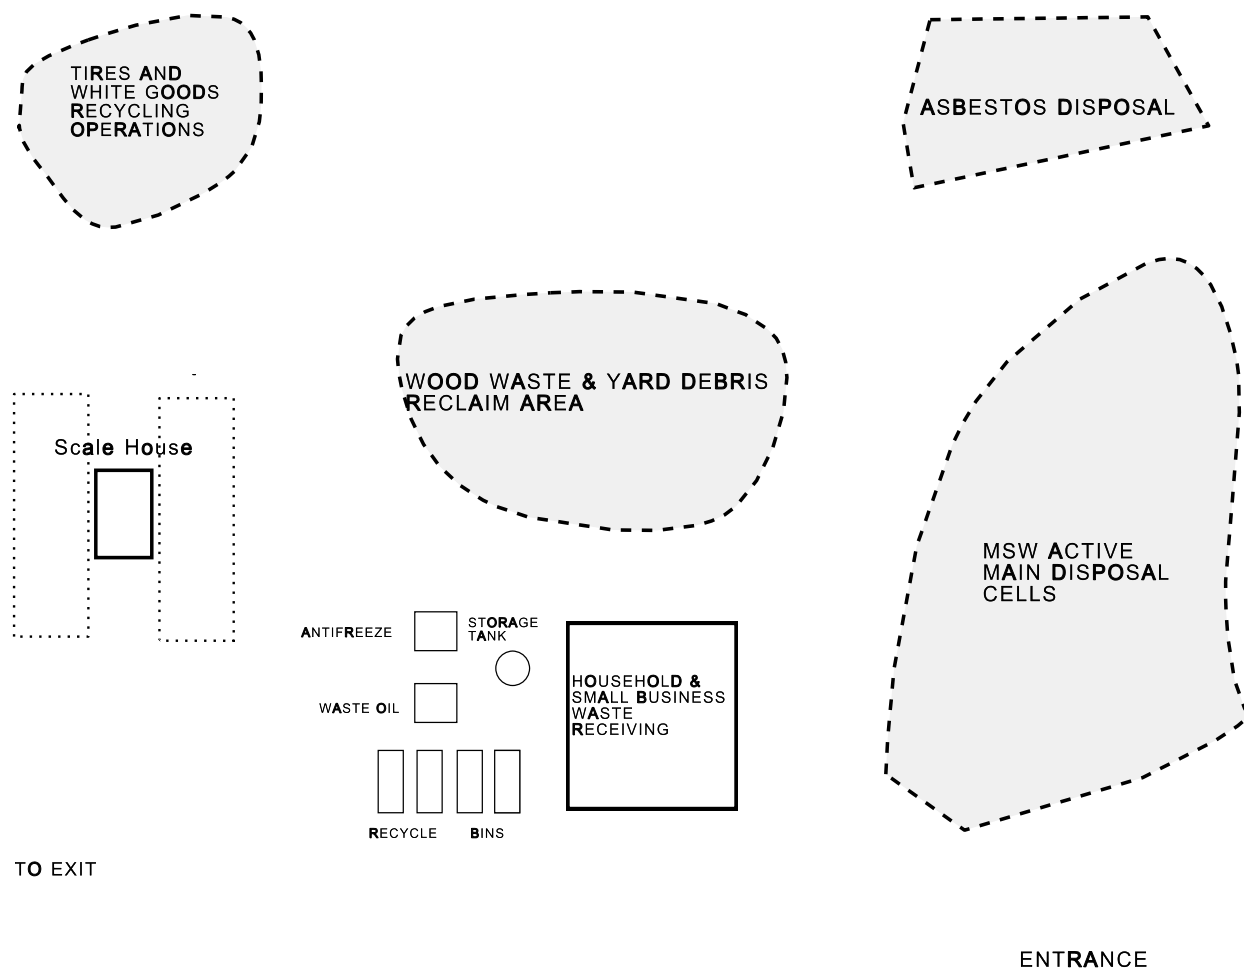 TIRES AND
WHITE GOODS
RECYCLING
OPERATIONS
ASBESTOS DISPOSAL
WOOD WASTE & YARD DEBRIS
RECLAIM AREA
Scale House
MSW ACTIVE
MAIN DISPOSAL
CELLS
ANTIFREEZE
STORAGE
TANK
HOUSEHOLD &
SMALL BUSINESS
WASTE
RECEIVING
WASTE OIL
RECYCLE BINS
TO EXIT
ENTRANCE